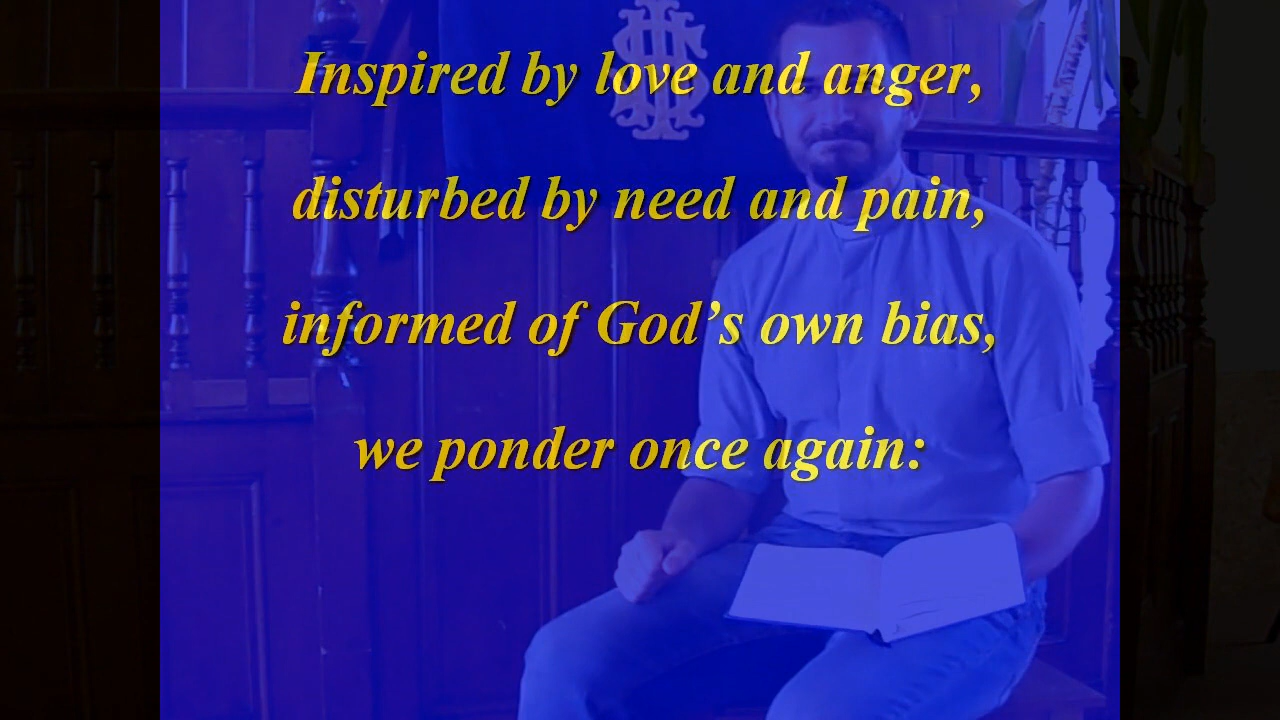 Inspired by love and anger,
disturbed by need and pain,
informed of God’s own bias,
we ponder once again: